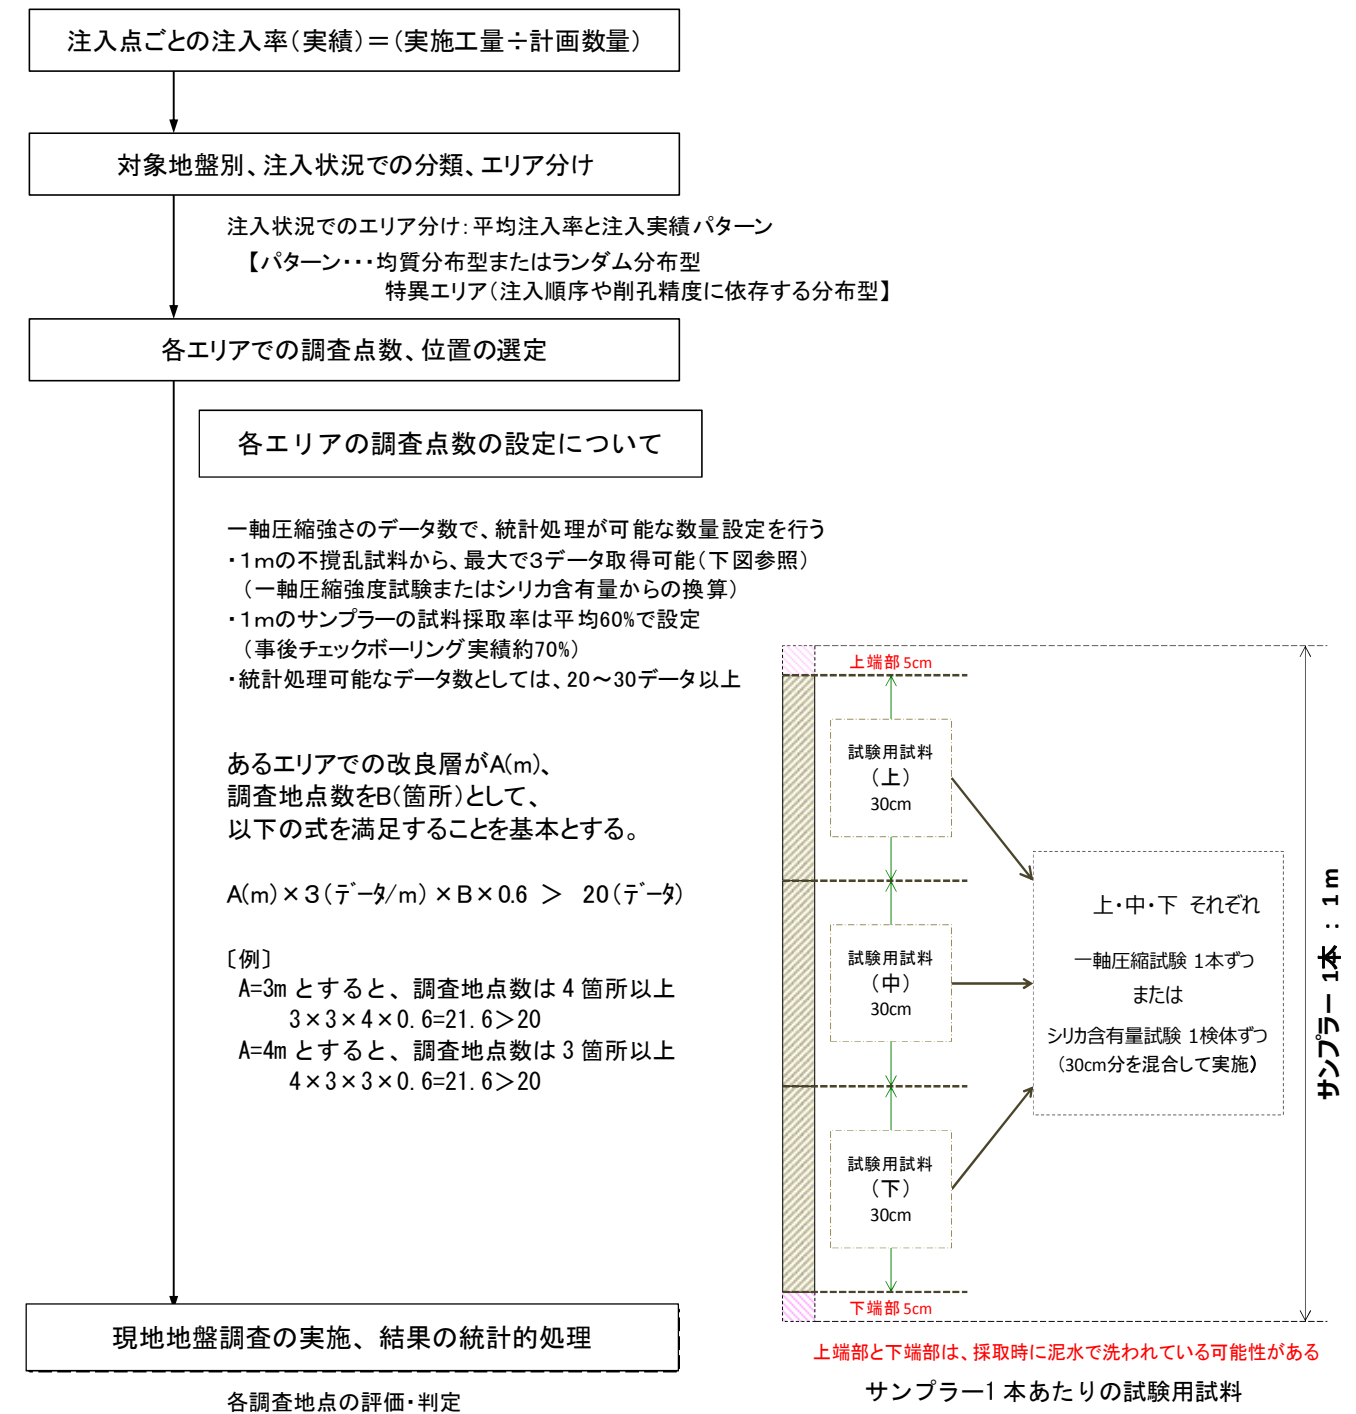 注入点ごとの注入率(実績)=(実施工量÷計画数量)
対象地盤別、注入状況での分類、エリア分け
注入状況でのエリア分け:平均注入率と注入実績パターン
【パターン・・・均質分布型またはランダム分布型
特異エリア(注入順序や削孔精度に依存する分布型】
各エリアでの調査点数、位置の選定
各エリアの調査点数の設定について
一軸圧縮強さのデータ数で、統計処理が可能な数量設定を行う
・1mの不撹乱試料から、最大で3データ取得可能(下図参照)
(一軸圧縮強度試験またはシリカ含有量からの換算)
・1mのサンプラーの試料採取率は平均60%で設定
(事後チェックボーリング実績約70%)
・統計処理可能なデータ数としては、20~30データ以上
あるエリアでの改良層がA(m)、
調査地点数をB(箇所)として、
以下の式を満足することを基本とする。
A(m)×3(データ/m)×B×0.6 > 20(データ)
〔例〕
A=3m とすると、調査地点数は 4 箇所以上
3×3×4×0.6=21.6>20
A=4m とすると、調査地点数は 3 箇所以上
4×3×3×0.6=21.6>20
現地地盤調査の実施、結果の統計的処理
各調査地点の評価・判定
上端部 5cm
試験用試料
(上)
30cm
試験用試料
(中)
30cm
試験用試料
(下)
30cm
下端部 5cm
上・中・下 それぞれ
一軸圧縮試験 1本ずつ
または
シリカ含有量試験 1検体ずつ
(30cm分を混合して実施)
サンプラー 1本 : 1m
上端部と下端部は、採取時に泥水で洗われている可能性がある
サンプラー1 本あたりの試験用試料